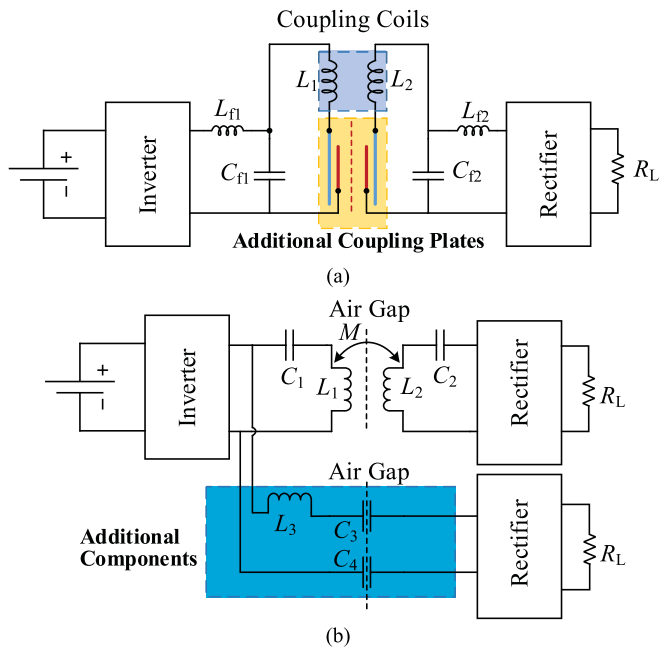 Coupling Coils
L1
L2
Lf1
Lf2
+
−
Inverter
Cf1
Cf2
Rectifier
RL
Additional Coupling Plates
(a)
Air Gap
M
+
−
Inverter
C1
C2
L1
L2
Rectifier
RL
Air Gap
Additional
Components
L3
C3
C4
Rectifier
RL
(b)